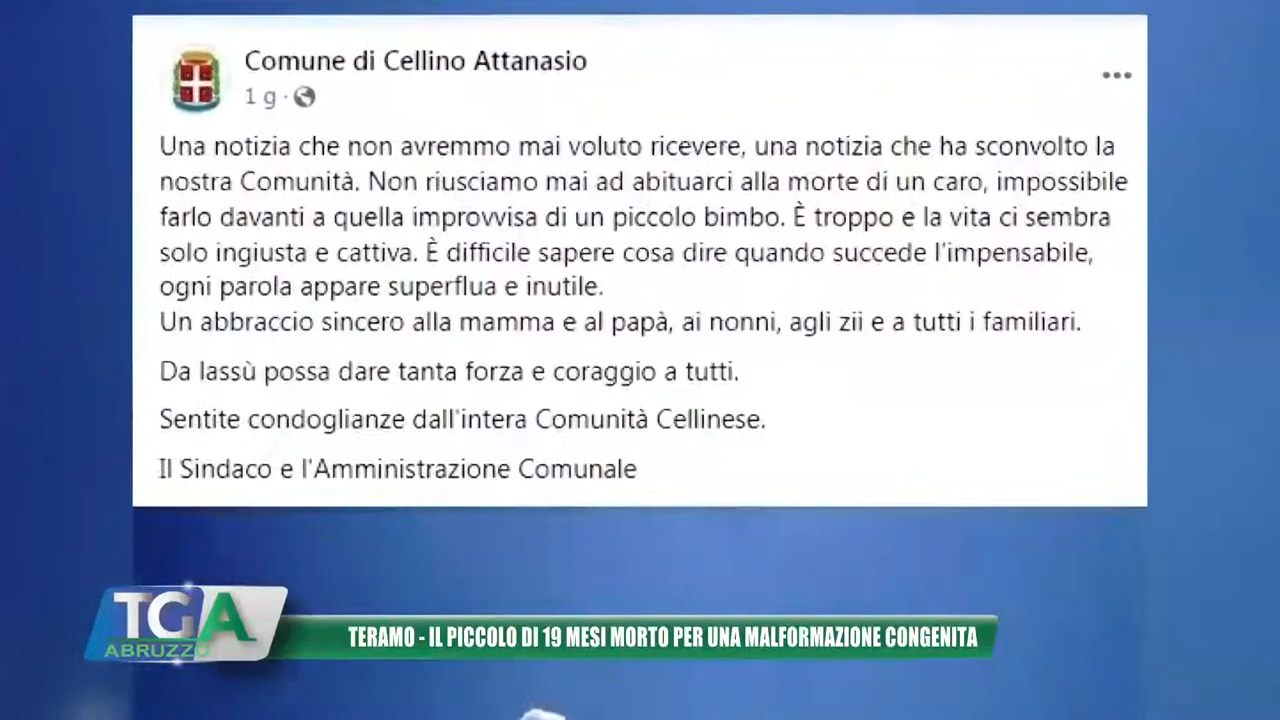 Comune di Cellino Attanasio
1 g ·
Una notizia che non avremmo mai voluto ricevere, una notizia che ha sconvolto la
nostra Comunità. Non riusciamo mai ad abituarci alla morte di un caro, impossibile
farlo davanti a quella improvvisa di un piccolo bimbo. È troppo e la vita ci sembra
solo ingiusta e cattiva. È difficile sapere cosa dire quando succede l'impensabile,
ogni parola appare superflua e inutile.
Un abbraccio sincero alla mamma e al papà, ai nonni, agli zii e a tutti i familiari.
Da lassù possa dare tanta forza e coraggio a tutti.
Sentite condoglianze dall'intera Comunità Cellinese.
Il Sindaco e l'Amministrazione Comunale
TGA
ABRUZZO
TERAMO - IL PICCOLO DI 19 MESI MORTO PER UNA MALFORMAZIONE CONGENITA